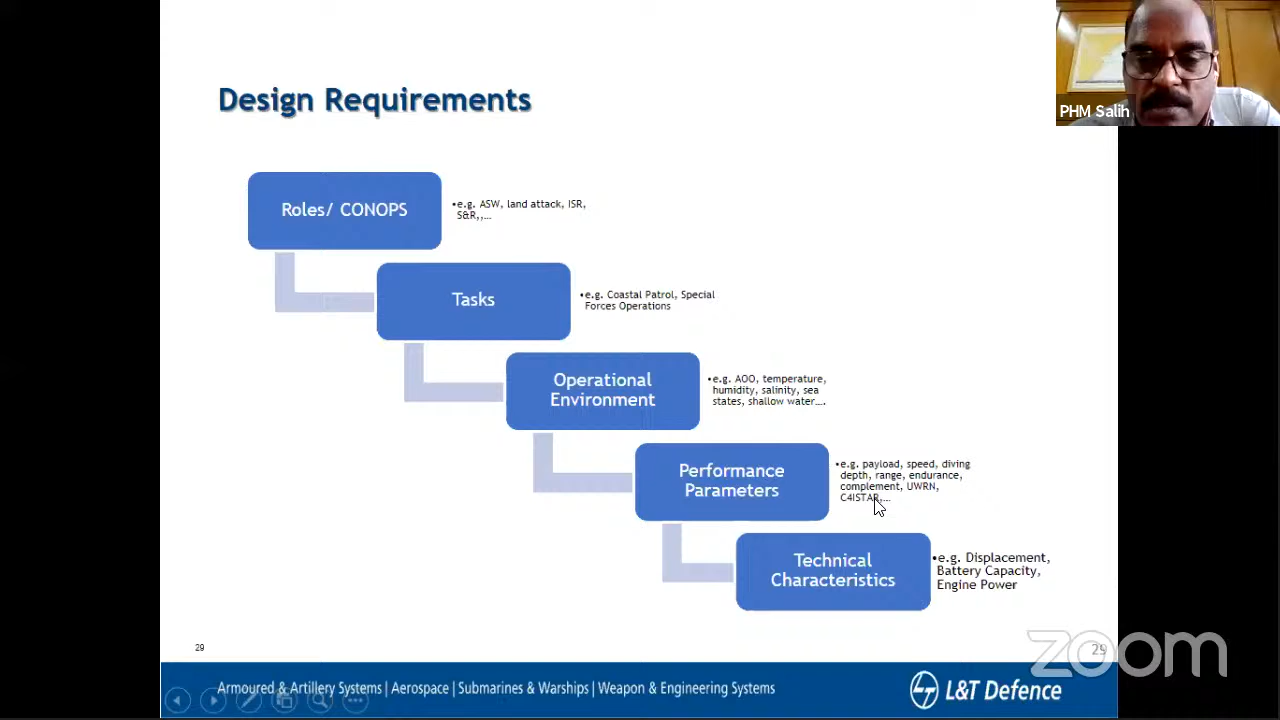 Design Requirements
PHM Salih
Roles/ CONOPS
•e.g. ASW, land attack, ISR,
S&R,,...
Tasks
•e.g. Coastal Patrol, Special
Forces Operations
Operational
Environment
•e.g. AOO, temperature,
humidity, salinity, sea
states, shallow water….
Performance
Parameters
•e.g. payload, speed, diving
depth, range, endurance,
complement, UWRN,
C4ISTAR,...
Technical
Characteristics
•e.g. Displacement,
Battery Capacity,
Engine Power
29
29
zoom
Armoured & Artillery Systems | Aerospace | Submarines & Warships | Weapon & Engineering Systems
L&T Defence